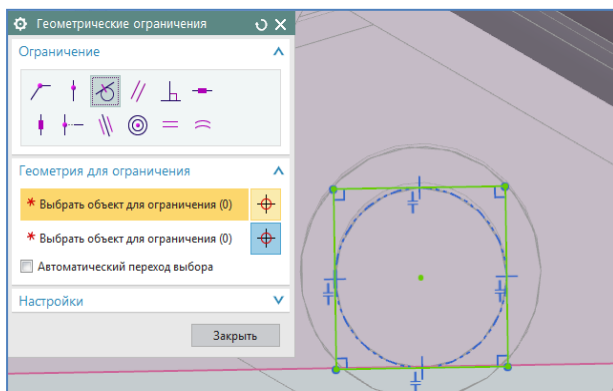 Геометрические ограничения
Ограничение
Геометрия для ограничения
* Выбрать объект для ограничения (0)
* Выбрать объект для ограничения (0)
Автоматический переход выбора
Настройки
Закрыть